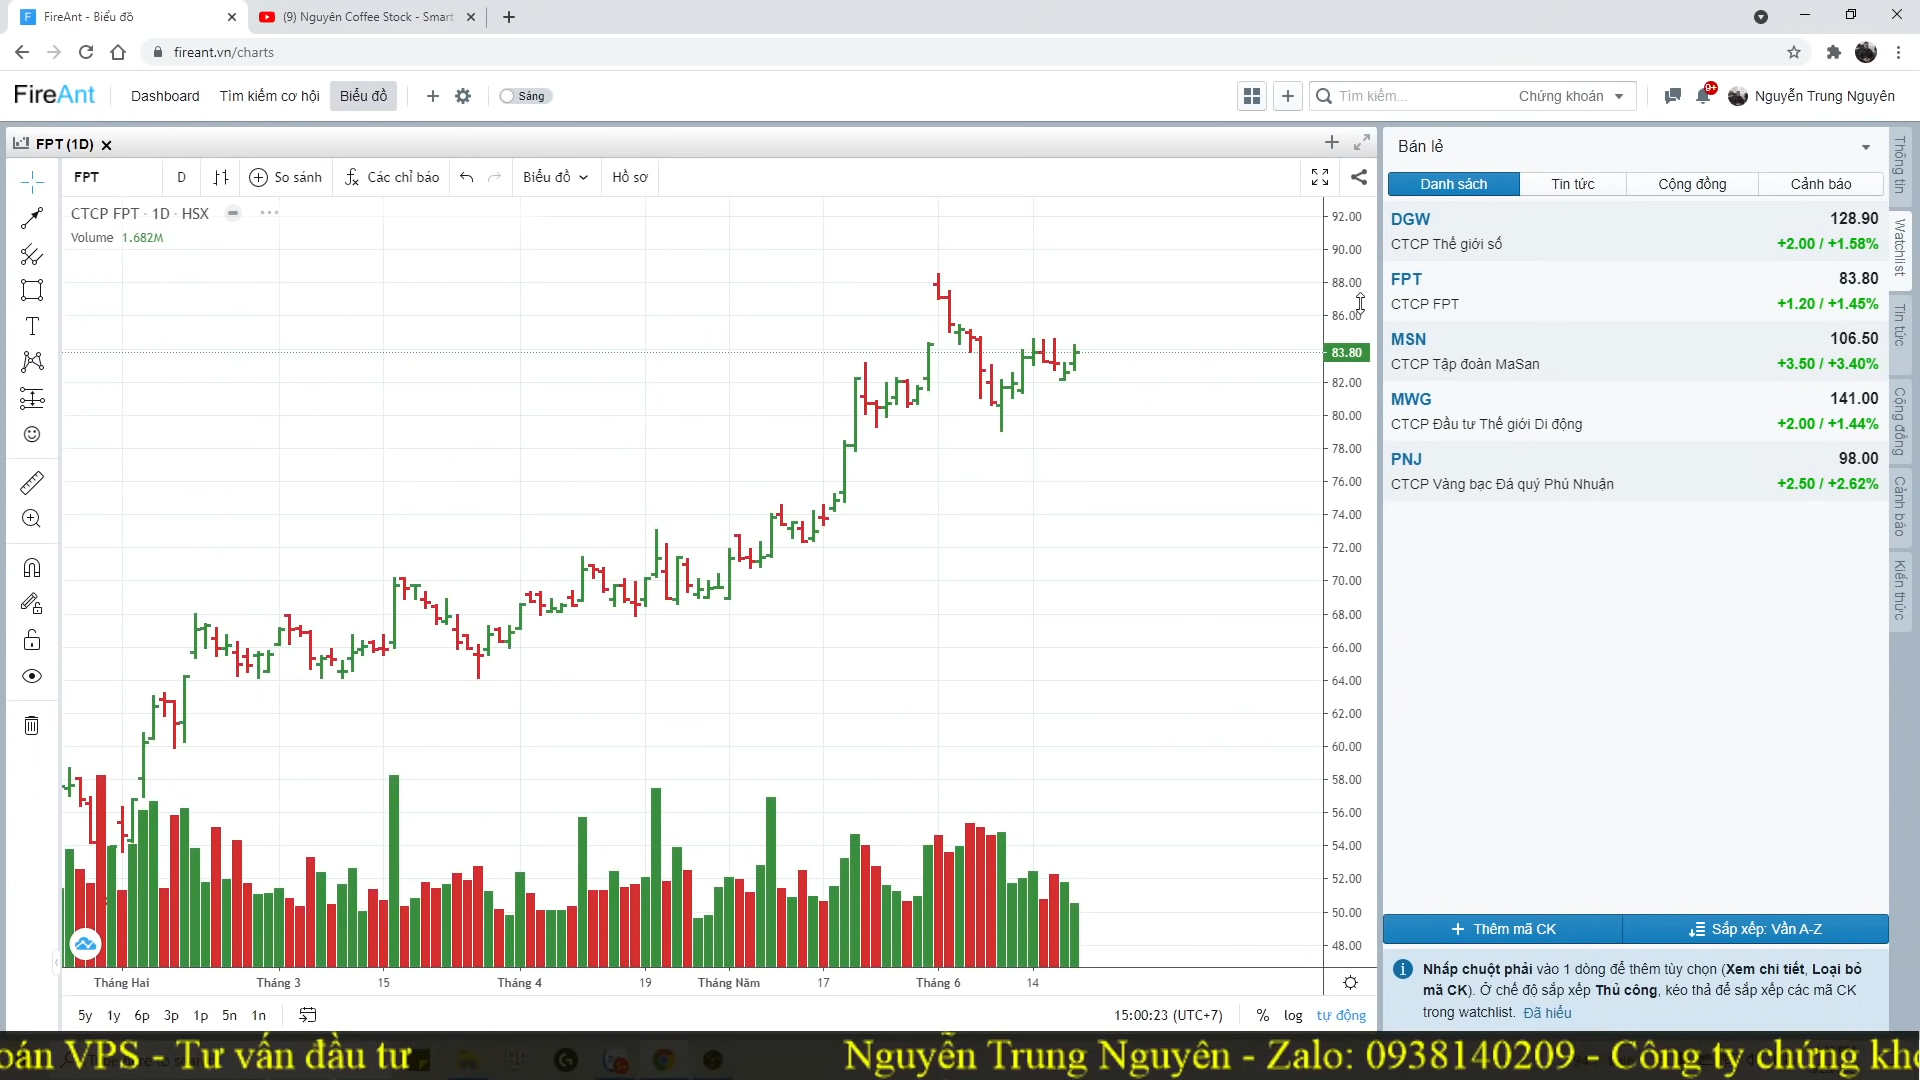 FireAnt - Biểu đồ
(9) Nguyên Coffee Stock - Smart
fireant.vn/charts
FireAnt Dashboard Tìm kiếm cơ hội Biểu đồ Sáng Tìm kiếm... Chứng khoán 9+ Nguyễn Trung Nguyên
FPT (1D)
FPT D So sánh Các chỉ báo Biểu đồ Hồ sơ
CTCP FPT · 1D · HSX
Volume 1.682M
92.00
90.00
88.00
86.00
83.80
82.00
80.00
78.00
76.00
74.00
72.00
70.00
68.00
66.00
64.00
62.00
60.00
58.00
56.00
54.00
52.00
50.00
48.00
Tháng Hai Tháng 3 15 Tháng 4 19 Tháng Năm 17 Tháng 6 14
5y 1y 6p 3p 1p 5n 1n 15:00:23 (UTC+7) % log tự động
Bán lẻ
Danh sách Tin tức Cộng đồng Cảnh báo
DGW 128.90
CTCP Thế giới số +2.00 / +1.58%
FPT 83.80
CTCP FPT +1.20 / +1.45%
MSN 106.50
CTCP Tập đoàn MaSan +3.50 / +3.40%
MWG 141.00
CTCP Đầu tư Thế giới Di động +2.00 / +1.44%
PNJ 98.00
CTCP Vàng bạc Đá quý Phú Nhuận +2.50 / +2.62%
Thêm mã CK Sắp xếp: Vần A-Z
Nhấp chuột phải vào 1 dòng để thêm tùy chọn (Xem chi tiết, Loại bỏ
mã CK). Ở chế độ sắp xếp Thủ công, kéo thả để sắp xếp các mã CK
trong watchlist. Đã hiểu
Thông tin
Watchlist
Tin tức
Cộng đồng
Cảnh báo
Kiến thức
oán VPS - Tư vấn đầu tư Nguyễn Trung Nguyên - Zalo: 0938140209 - Công ty chứng kho